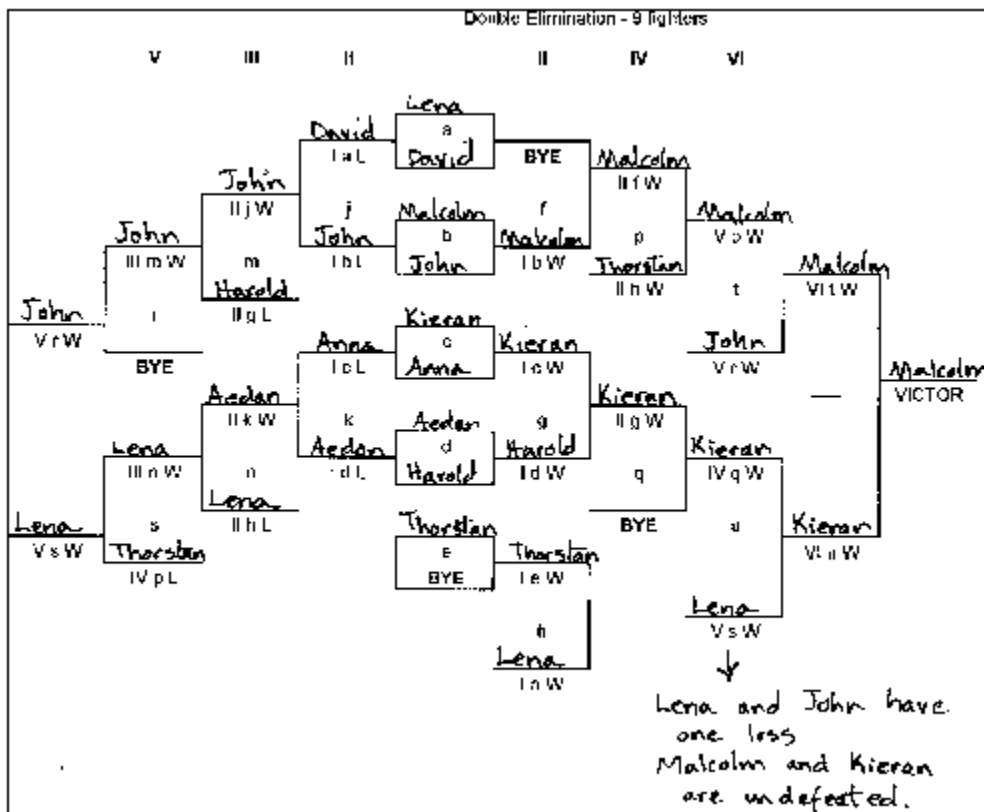 Double Elimination - 9 fighters
V III II II IV VI
Lena
David a
I a L David BYE Malcolm
John II f W
II j W j Malcolm f Malcolm
John John b Malcolm p V p W
III m W m I b L John I b W Thorstan Malcolm
Harold II h W t VI t W
John II g L Kieran
V r W Anna c Kieran John Malcolm
BYE I c L Anna I c W V r W VICTOR
Aedan Kieran
II k W k Aedan g II g W
Lena Aedan d Harold Kieran
III n W n I d L Harold I d W q IV q W
Lena
Lena s II h L Thorstan BYE u Kieran
V s W Thorstan e Thorstan VI u W
IV p L BYE I e W
Lena
h V s W
Lena
I a W
Lena and John have
one loss
Malcolm and Kieran
are undefeated.